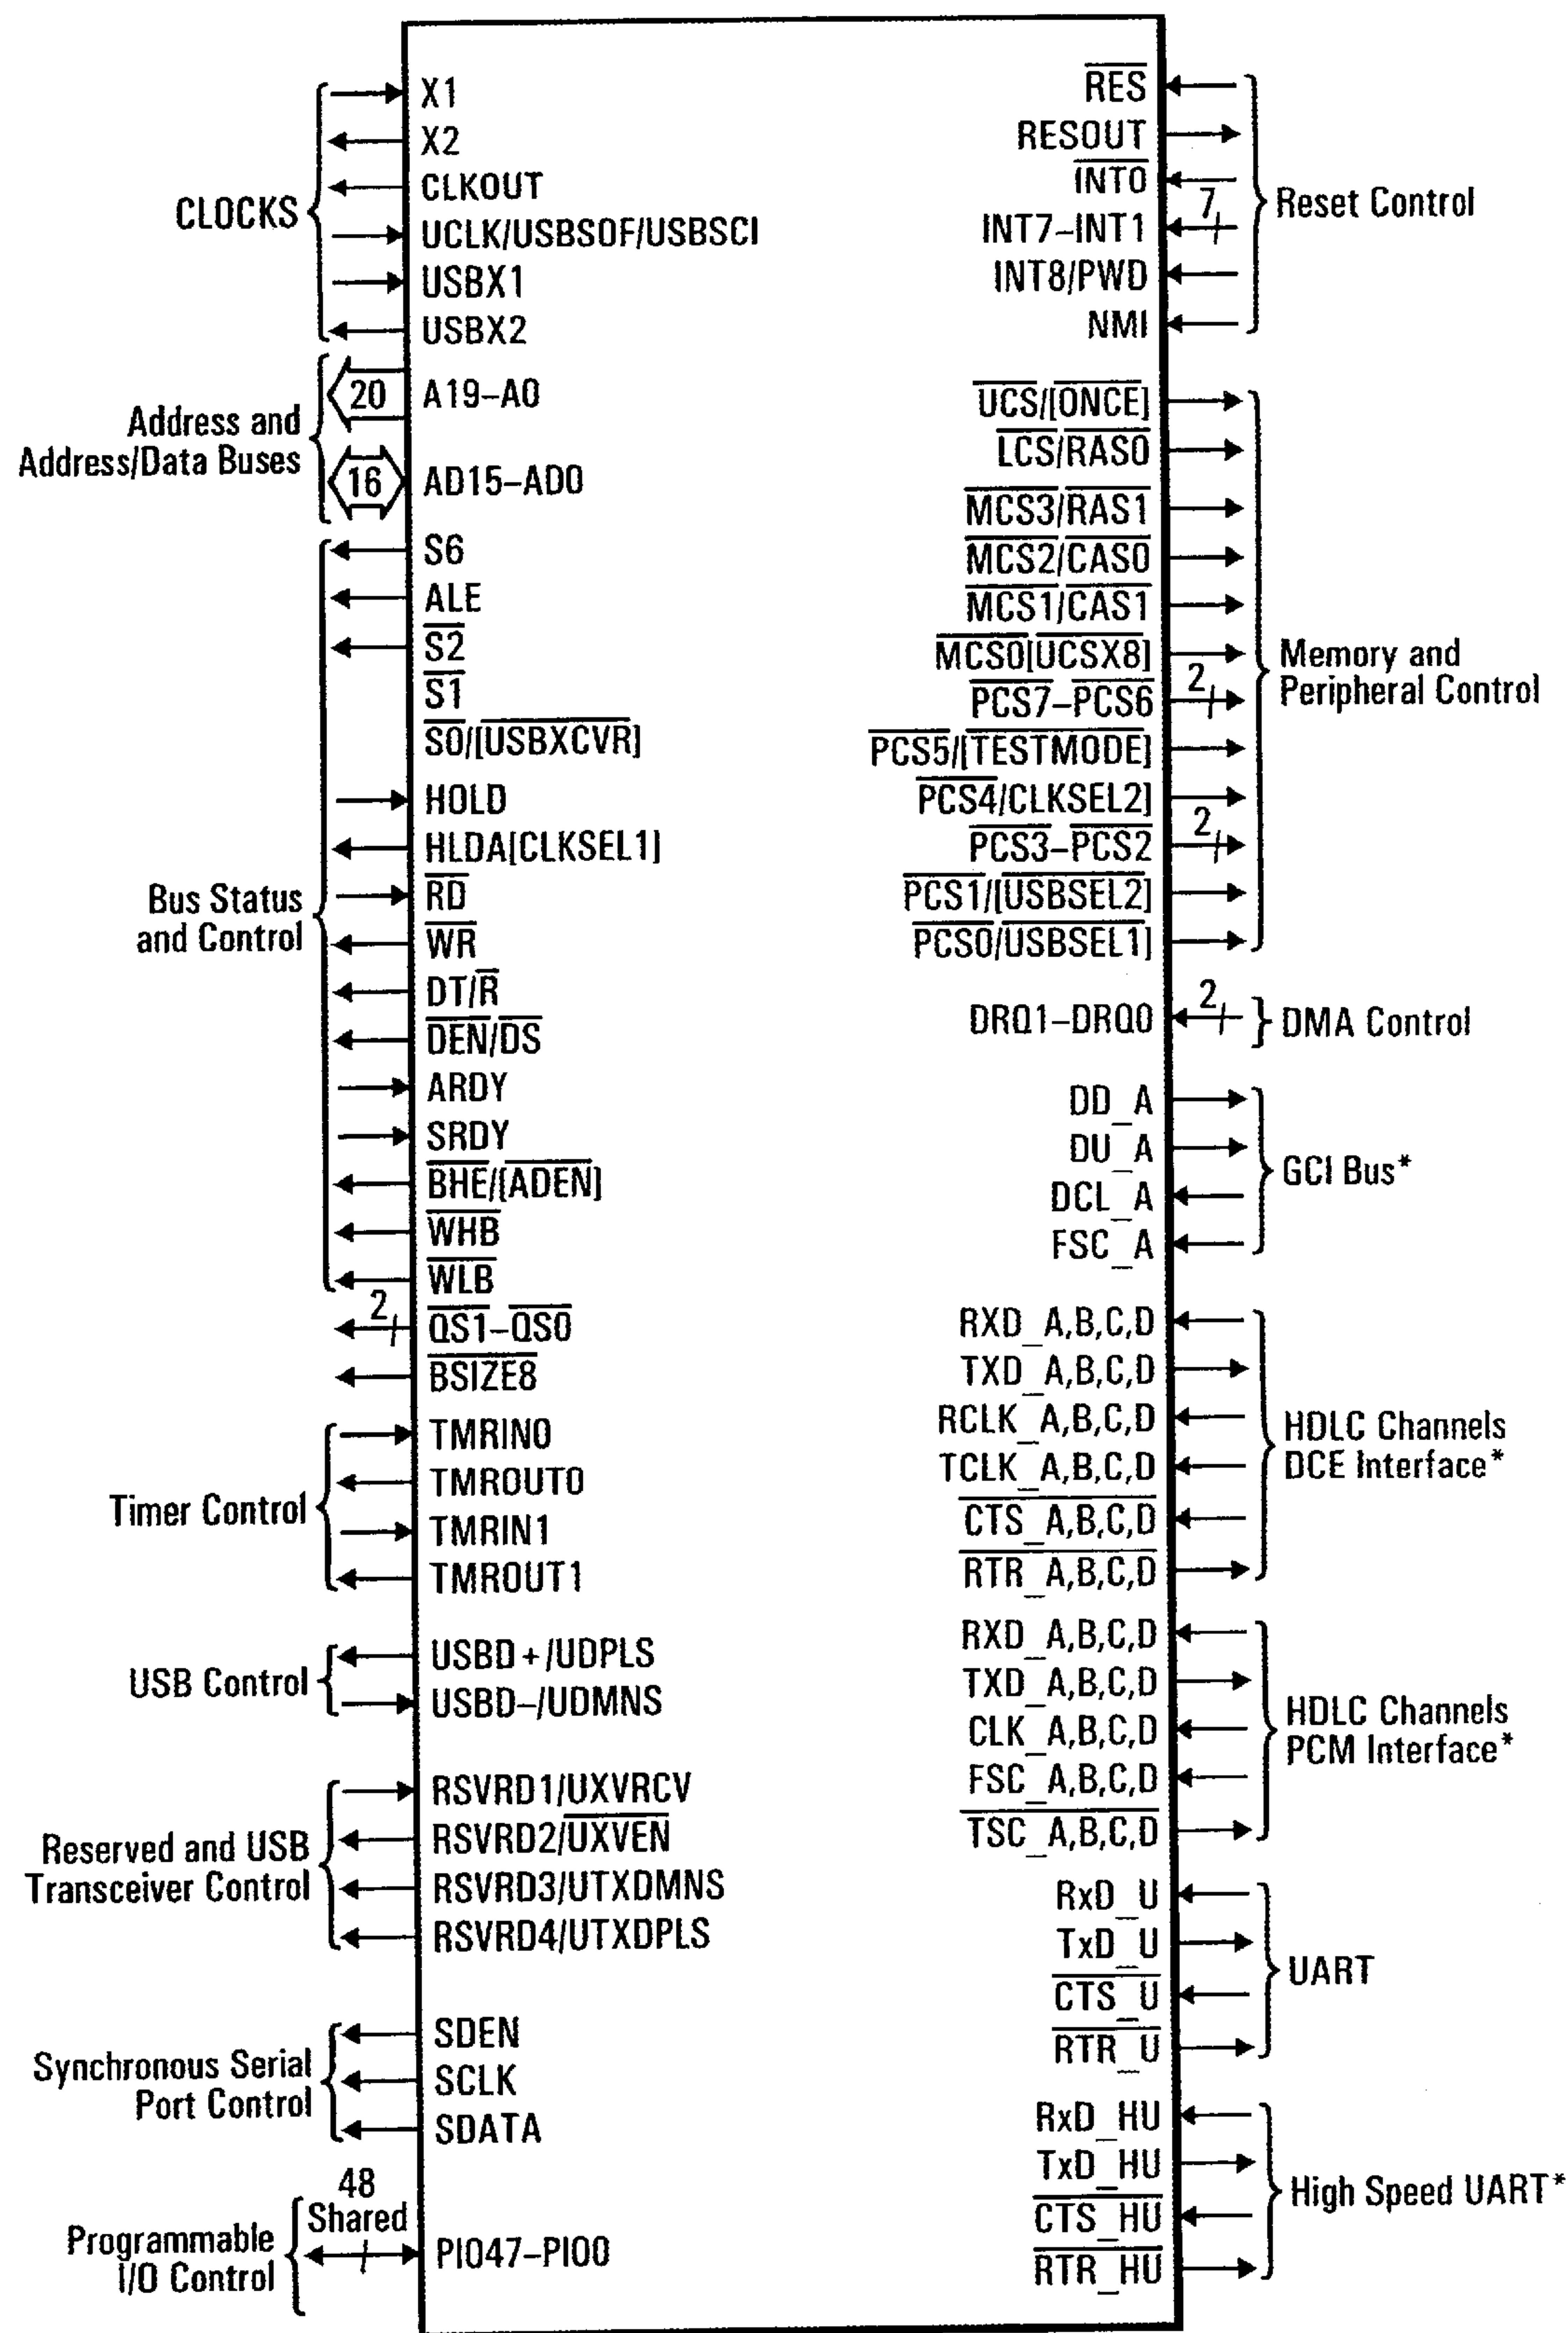 CLOCKS
X1
X2
CLKOUT
UCLK/USBSOF/USBSCI
USBX1
USBX2
Address and
Address/Data Buses
20
A19–A0
16
AD15–AD0
Bus Status
and Control
S6
ALE
S2
S1
S0/[USBXCVR]
HOLD
HLDA[CLKSEL1]
RD
WR
DT/R
DEN/DS
ARDY
SRDY
BHE/[ADEN]
WHB
WLB
2
QS1–QS0
BSIZE8
Timer Control
TMRIN0
TMROUT0
TMRIN1
TMROUT1
USB Control
USBD+/UDPLS
USBD–/UDMNS
Reserved and USB
Transceiver Control
RSVRD1/UXVRCV
RSVRD2/UXVEN
RSVRD3/UTXDMNS
RSVRD4/UTXDPLS
Synchronous Serial
Port Control
SDEN
SCLK
SDATA
Programmable
I/O Control
48
Shared
PIO47–PIO0
RES
RESOUT
INT0
7
INT7–INT1
INT8/PWD
NMI
Reset Control
UCS/[ONCE]
LCS/RAS0
MCS3/RAS1
MCS2/CAS0
MCS1/CAS1
MCS0[UCSX8]
2
PCS7–PCS6
PCS5/[TESTMODE]
PCS4/CLKSEL2]
2
PCS3–PCS2
PCS1/[USBSEL2]
PCS0/USBSEL1]
Memory and
Peripheral Control
2
DRQ1–DRQ0
DMA Control
DD_A
DU_A
DCL_A
FSC_A
GCI Bus*
RXD_A,B,C,D
TXD_A,B,C,D
RCLK_A,B,C,D
TCLK_A,B,C,D
CTS_A,B,C,D
RTR_A,B,C,D
HDLC Channels
DCE Interface*
RXD_A,B,C,D
TXD_A,B,C,D
CLK_A,B,C,D
FSC_A,B,C,D
TSC_A,B,C,D
HDLC Channels
PCM Interface*
RxD_U
TxD_U
CTS_U
RTR_U
UART
RxD_HU
TxD_HU
CTS_HU
RTR_HU
High Speed UART*